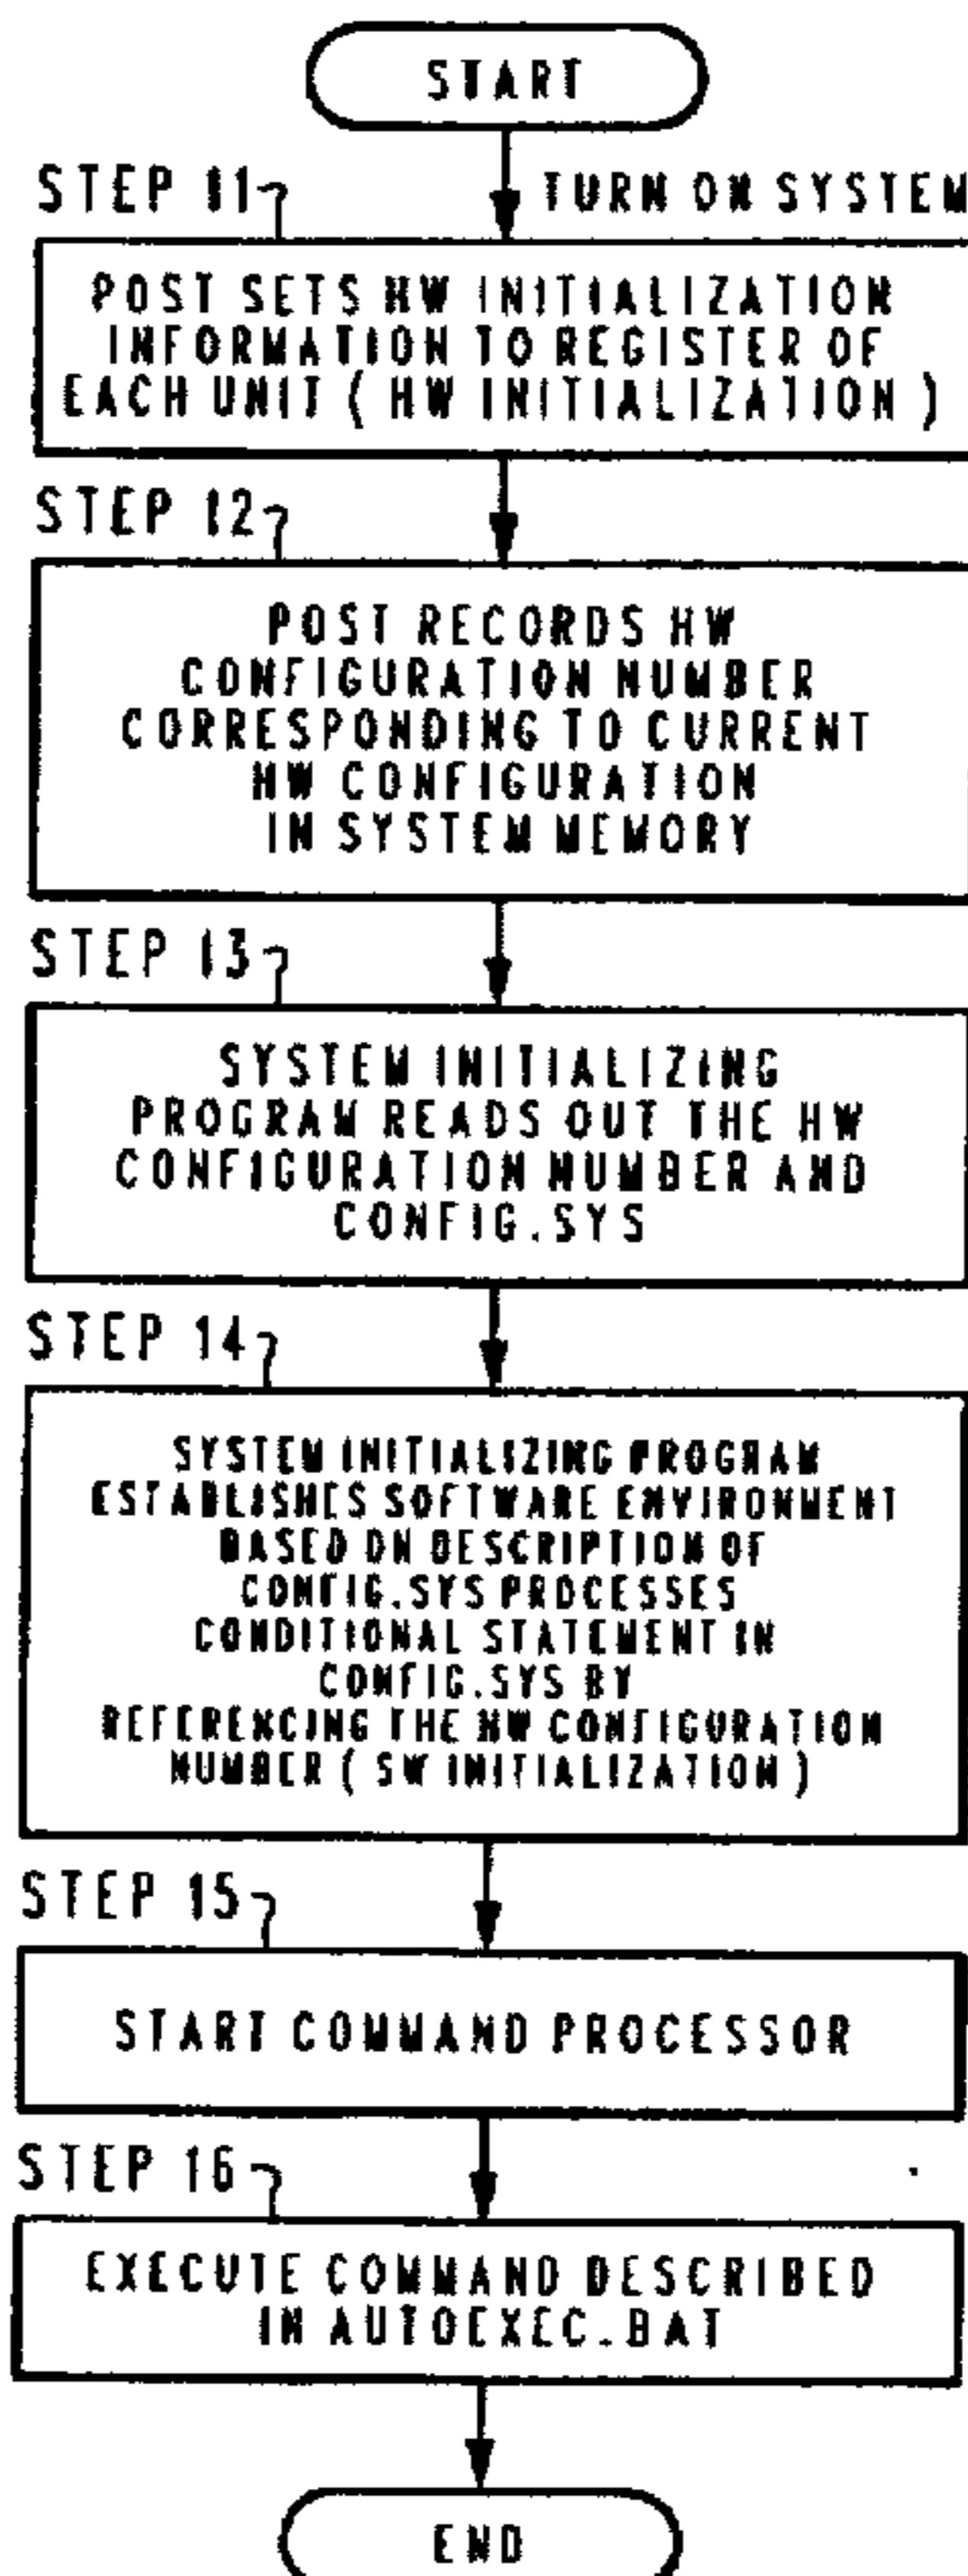 START
TURN ON SYSTEM
STEP 11
POST SETS HW INITIALIZATION
INFORMATION TO REGISTER OF
EACH UNIT ( HW INITIALIZATION )
STEP 12
POST RECORDS HW
CONFIGURATION NUMBER
CORRESPONDING TO CURRENT
HW CONFIGURATION
IN SYSTEM MEMORY
STEP 13
SYSTEM INITIALIZING
PROGRAM READS OUT THE HW
CONFIGURATION NUMBER AND
CONFIG.SYS
STEP 14
SYSTEM INITIALIZING PROGRAM
ESTABLISHES SOFTWARE ENVIRONMENT
BASED ON DESCRIPTION OF
CONFIG.SYS PROCESSES
CONDITIONAL STATEMENT IN
CONFIG.SYS BY
REFERENCING THE HW CONFIGURATION
NUMBER ( SW INITIALIZATION )
STEP 15
START COMMAND PROCESSOR
STEP 16
EXECUTE COMMAND DESCRIBED
IN AUTOEXEC.BAT
END